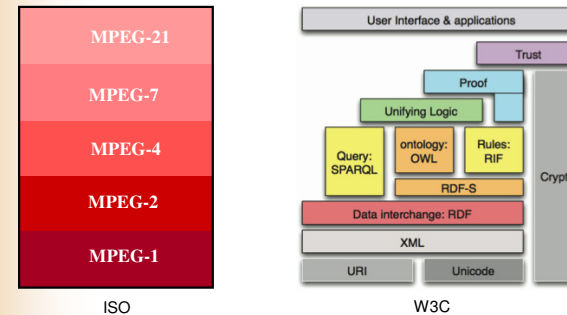 MPEG-21
MPEG-7
MPEG-4
MPEG-2
MPEG-1
ISO
User Interface & applications
Trust
Proof
Unifying Logic
Query:
SPARQL
ontology:
OWL
Rules:
RIF
RDF-S
Crypt
Data interchange: RDF
XML
URI
Unicode
W3C